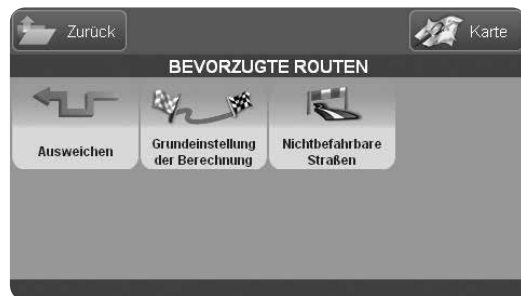 Zurück
Karte
BEVORZUGTE ROUTEN
Ausweichen
Grundeinstellung
der Berechnung
Nichtbefahrbare
Straßen